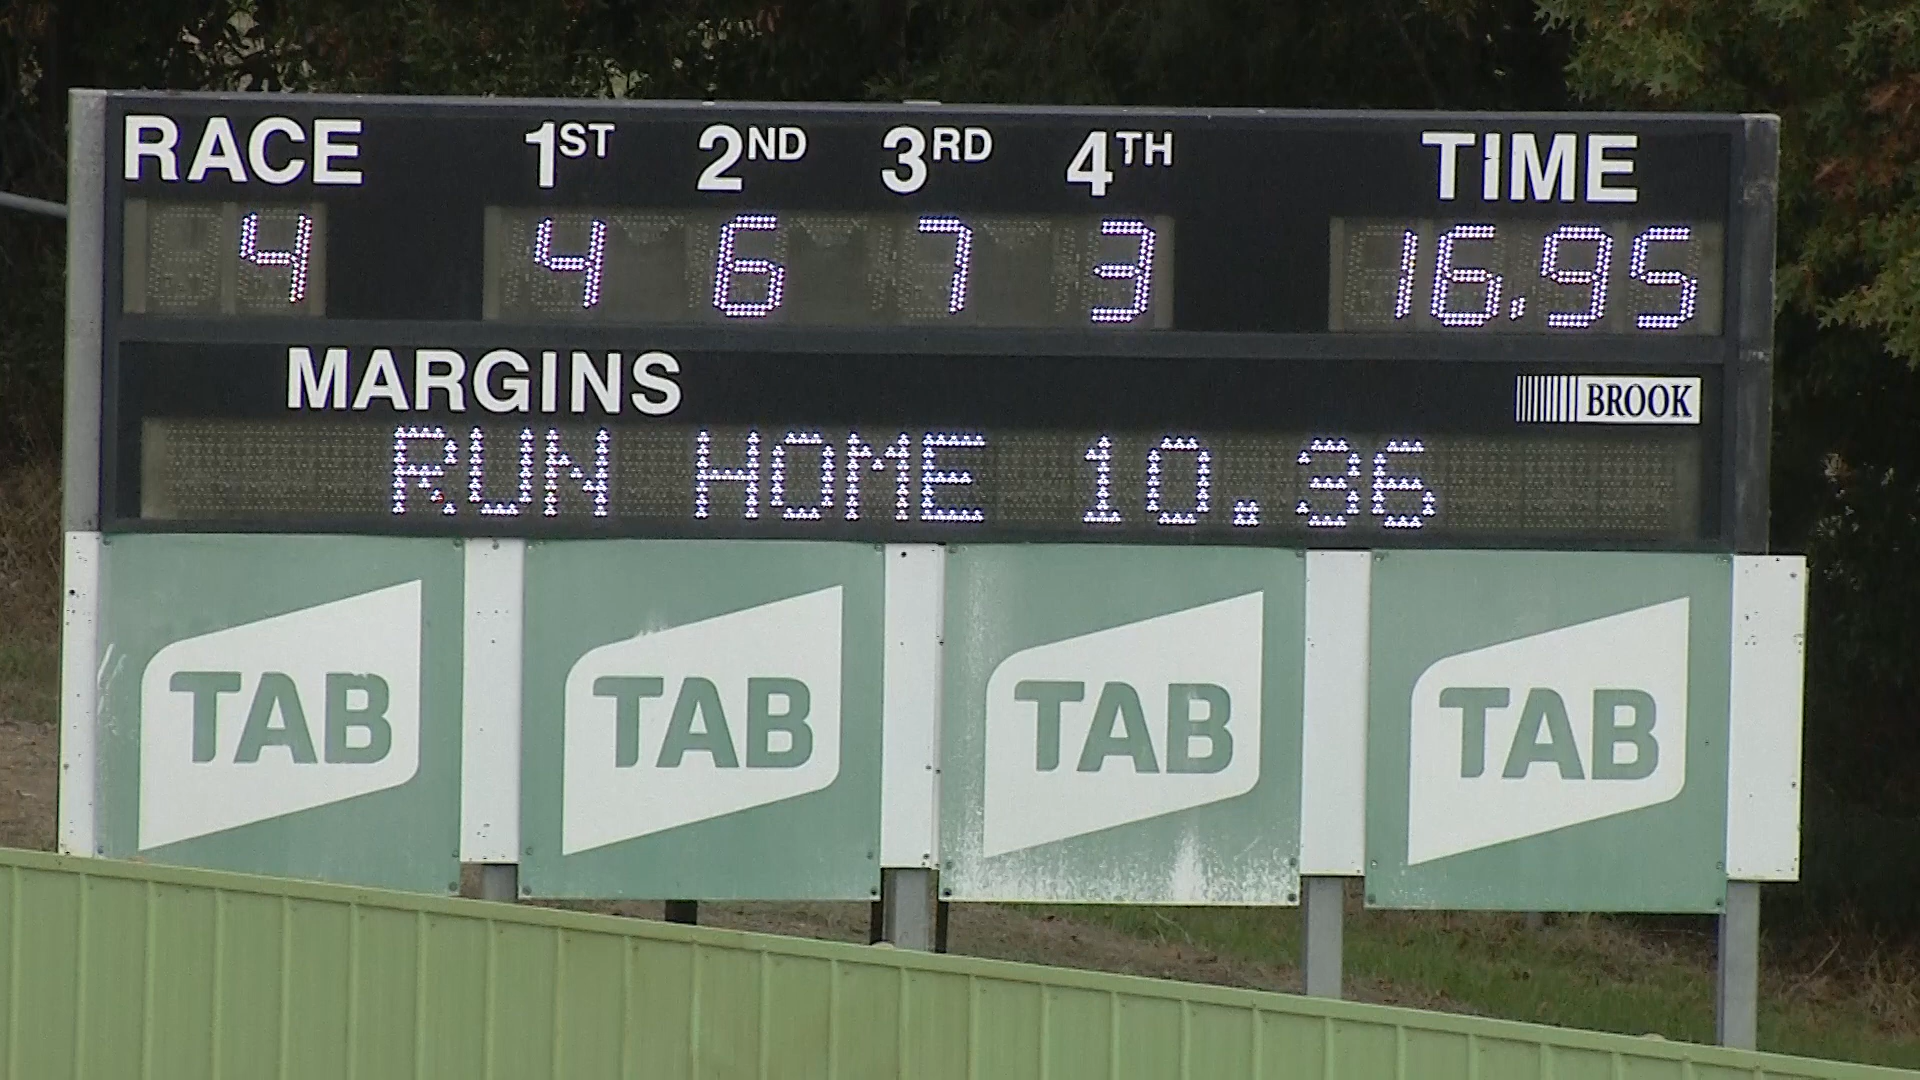 RACE 1ST 2ND 3RD 4TH TIME
4 4 6 7 3 16.95
MARGINS BROOK
RUN HOME 10.36
TAB TAB TAB TAB